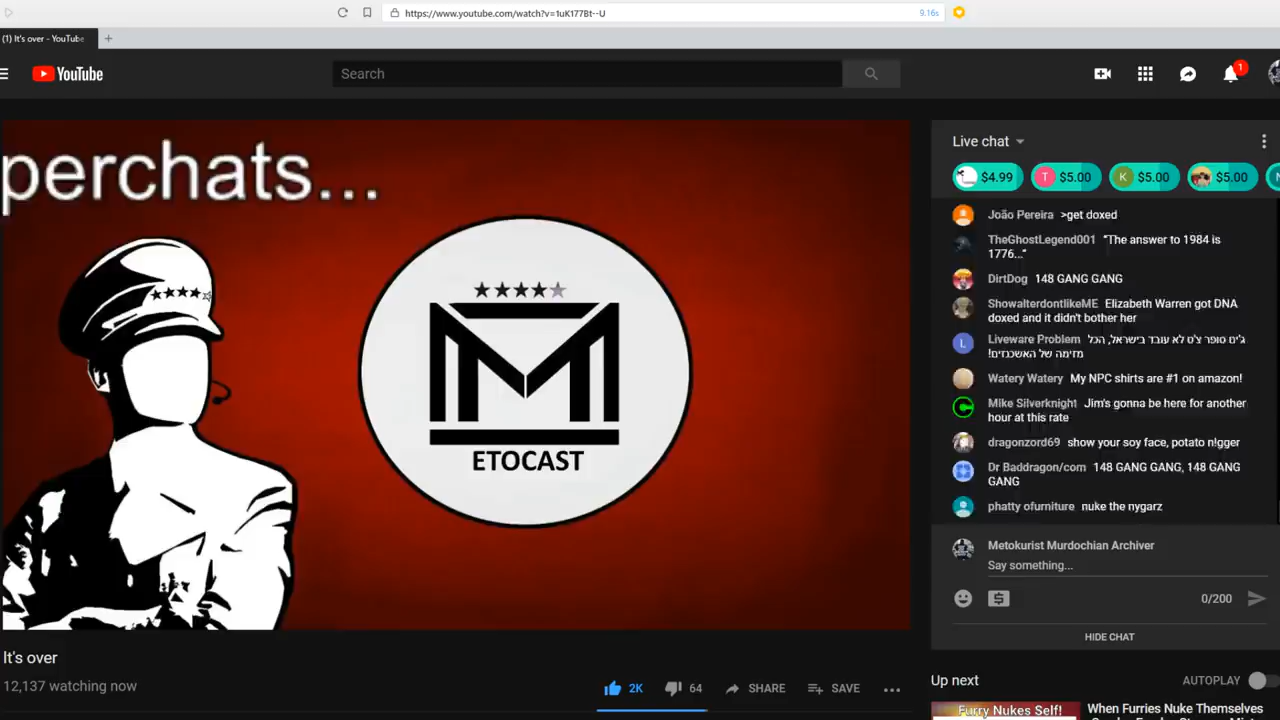 https://www.youtube.com/watch?v=1uK177Bt--U
9.16s
(1) It's over - YouTube
YouTube
Search
1
perchats...
★★★★★
ETOCAST
Live chat
$4.99
$5.00
$5.00
$5.00
João Pereira >get doxed
TheGhostLegend001 “The answer to 1984 is
1776...”
DirtDog 148 GANG GANG
ShowalterdontlikeME Elizabeth Warren got DNA
doxed and it didn't bother her
Liveware Problem ג'ים סופר צ'ט לא עובד בישראל, הכל
מזימה של האשכנזים!
Watery Watery My NPC shirts are #1 on amazon!
Mike Silverknight Jim's gonna be here for another
hour at this rate
dragonzord69 show your soy face, potato n!gger
Dr Baddragon/com 148 GANG GANG, 148 GANG
GANG
phatty ofurniture nuke the nygarz
Metokurist Murdochian Archiver
Say something...
0/200
HIDE CHAT
It's over
12,137 watching now
2K
64
SHARE
SAVE
Up next
AUTOPLAY
Furry Nukes Self!
When Furries Nuke Themselves